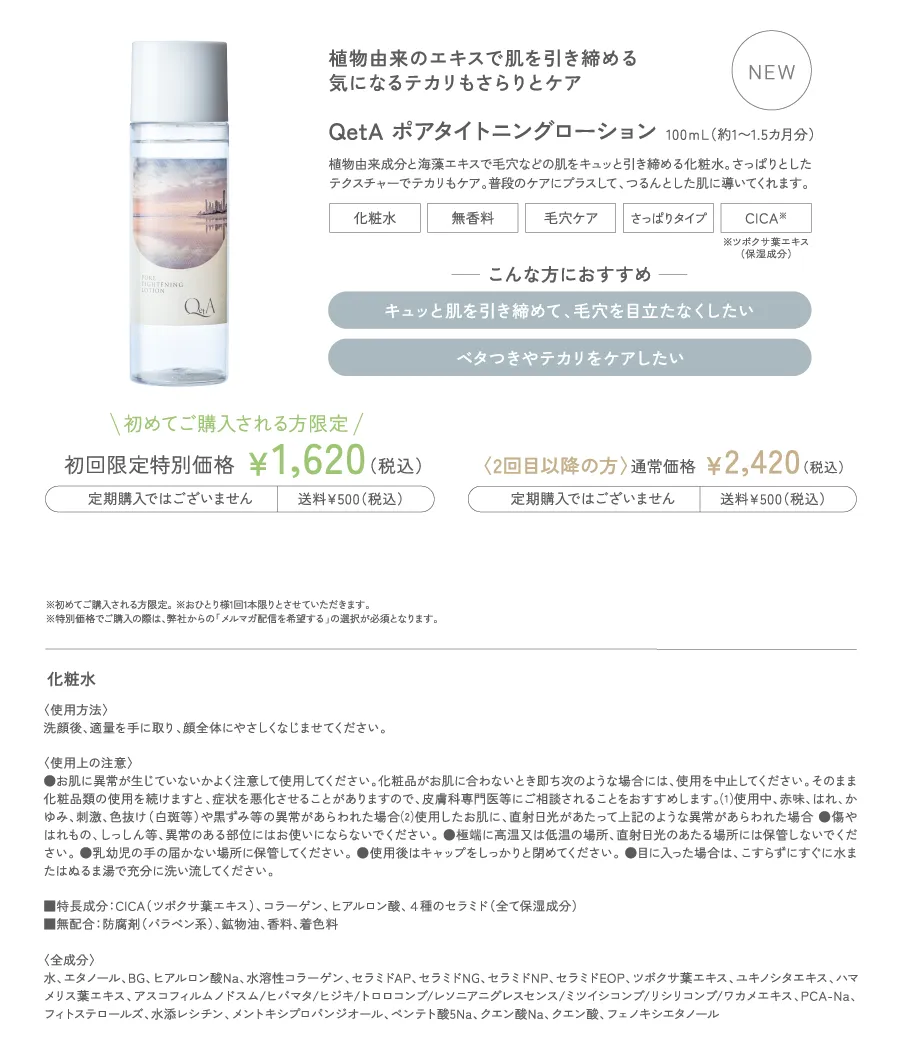 植物由来のエキスで肌を引き締める
気になるテカリもさらりとケア
NEW
QetA ポアタイトニングローション 100mL(約1〜1.5カ月分)
植物由来成分と海藻エキスで毛穴などの肌をキュッと引き締める化粧水。さっぱりとした
テクスチャーでテカリもケア。普段のケアにプラスして、つるんとした肌に導いてくれます。
化粧水 無香料 毛穴ケア さっぱりタイプ CICA※
※ツボクサ葉エキス
(保湿成分)
こんな方におすすめ
キュッと肌を引き締めて、毛穴を目立たなくしたい
ベタつきやテカリをケアしたい
PORE
TIGHTENING
LOTION
QetA
初めてご購入される方限定
初回限定特別価格 ¥1,620(税込)
定期購入ではございません 送料¥500(税込)
〈2回目以降の方〉通常価格 ¥2,420(税込)
定期購入ではございません 送料¥500(税込)
※初めてご購入される方限定。※おひとり様1回1本限りとさせていただきます。
※特別価格でご購入の際は、弊社からの「メルマガ配信を希望する」の選択が必須となります。
化粧水
〈使用方法〉
洗顔後、適量を手に取り、顔全体にやさしくなじませてください。
〈使用上の注意〉
●お肌に異常が生じていないかよく注意して使用してください。化粧品がお肌に合わないとき即ち次のような場合には、使用を中止してください。そのまま
化粧品類の使用を続けますと、症状を悪化させることがありますので、皮膚科専門医等にご相談されることをおすすめします。(1)使用中、赤味、はれ、か
ゆみ、刺激、色抜け(白斑等)や黒ずみ等の異常があらわれた場合(2)使用したお肌に、直射日光があたって上記のような異常があらわれた場合 ●傷や
はれもの、しっしん等、異常のある部位にはお使いにならないでください。 ●極端に高温又は低温の場所、直射日光のあたる場所には保管しないでくだ
さい。 ●乳幼児の手の届かない場所に保管してください。 ●使用後はキャップをしっかりと閉めてください。 ●目に入った場合は、こすらずにすぐに水ま
たはぬるま湯で充分に洗い流してください。
■特長成分:CICA(ツボクサ葉エキス)、コラーゲン、ヒアルロン酸、4種のセラミド(全て保湿成分)
■無配合:防腐剤(パラベン系)、鉱物油、香料、着色料
〈全成分〉
水、エタノール、BG、ヒアルロン酸Na、水溶性コラーゲン、セラミドAP、セラミドNG、セラミドNP、セラミドEOP、ツボクサ葉エキス、ユキノシタエキス、ハマ
メリス葉エキス、アスコフィルムノドスム/ヒバマタ/ヒジキ/トロロコンブ/レソニアニグレスセンス/ミツイシコンブ/リシリコンブ/ワカメエキス、PCA-Na、
フィトステロールズ、水添レシチン、メントキシプロパンジオール、ペンテト酸5Na、クエン酸Na、クエン酸、フェノキシエタノール